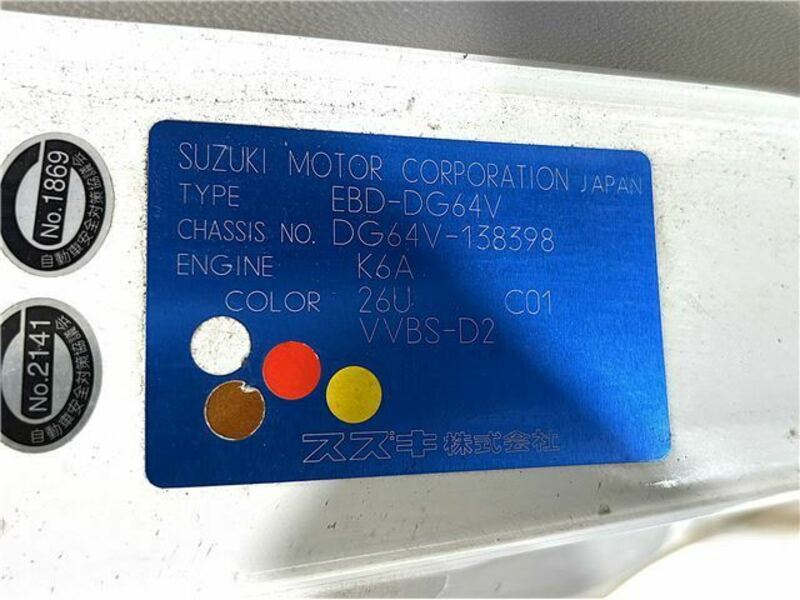 SUZUKI MOTOR CORPORATION JAPAN
TYPE EBD-DG64V
CHASSIS NO. DG64V-138398
ENGINE K6A
COLOR 26U C01
VVBS-D2
スズキ株式会社
No.1869
自動車安全対策協議会
No.2141
自動車安全対策協議会